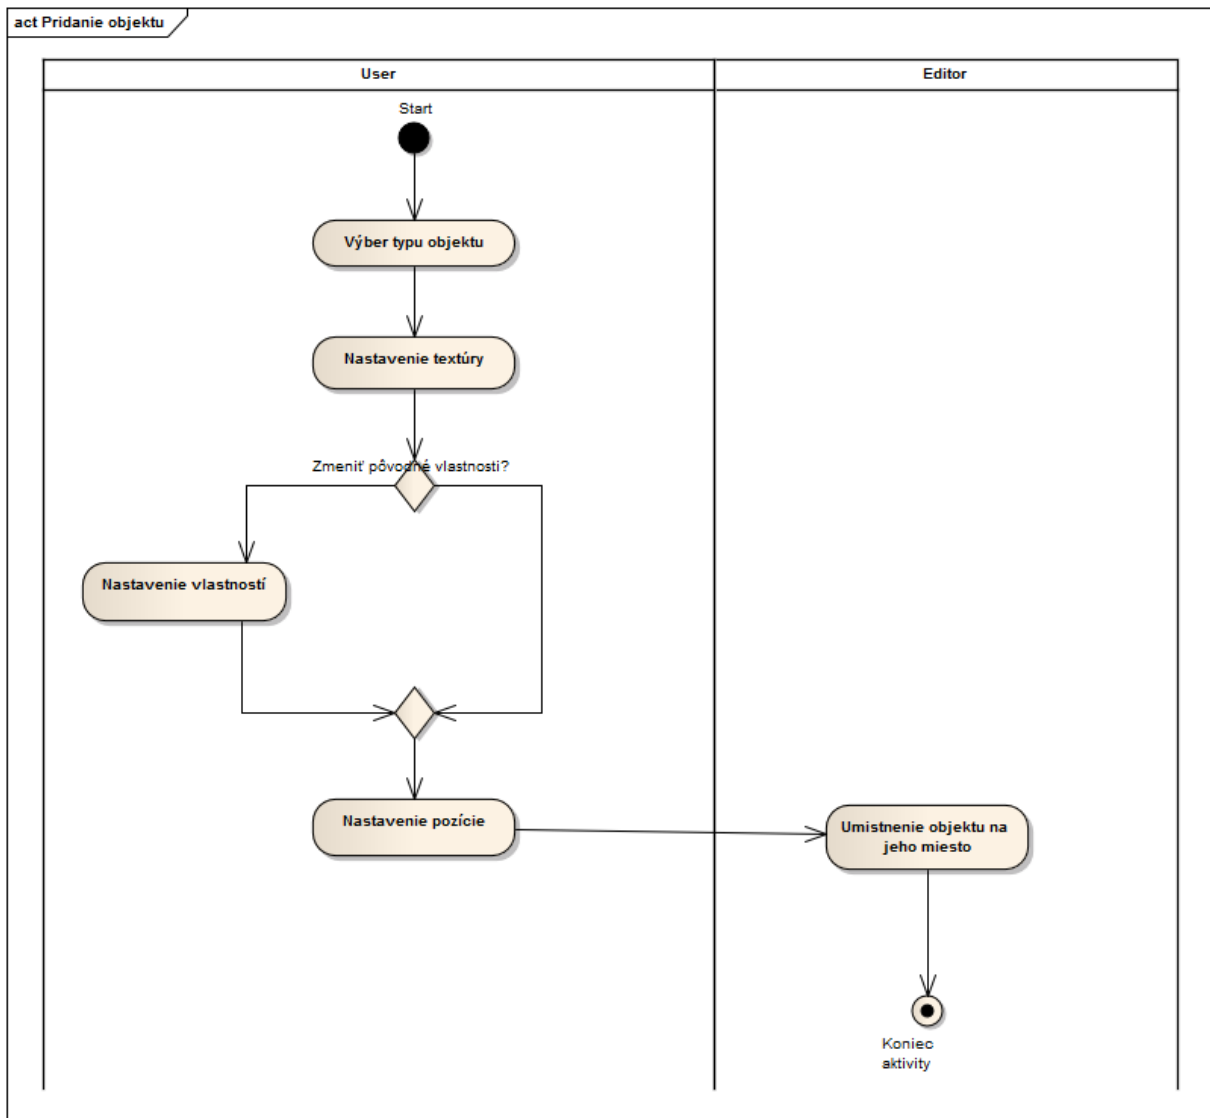 act Pridanie objektu
User
Editor
Start
Výber typu objektu
Nastavenie textúry
Zmeniť pôvodné vlastnosti?
Nastavenie vlastností
Nastavenie pozície
Umistnenie objektu na
jeho miesto
Koniec
aktivity